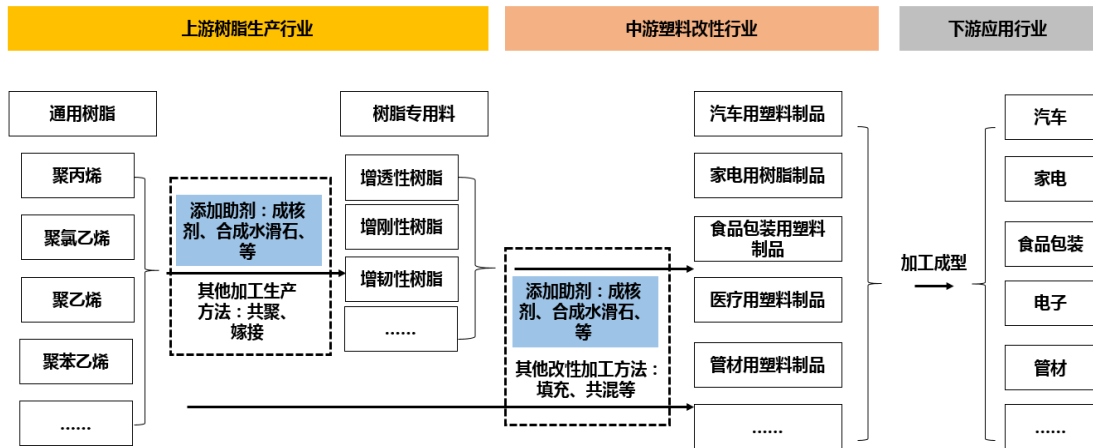 上游树脂生产行业
中游塑料改性行业
下游应用行业
通用树脂
聚丙烯
聚氯乙烯
聚乙烯
聚苯乙烯
……
添加助剂：成核
剂、合成水滑石、
等
其他加工生产
方法：共聚、
嫁接
树脂专用料
增透性树脂
增刚性树脂
增韧性树脂
……
添加助剂：成核
剂、合成水滑石、
等
其他改性加工方法：
填充、共混等
汽车用塑料制品
家电用树脂制品
食品包装用塑料
制品
医疗用塑料制品
管材用塑料制品
……
加工成型
汽车
家电
食品包装
电子
管材
……